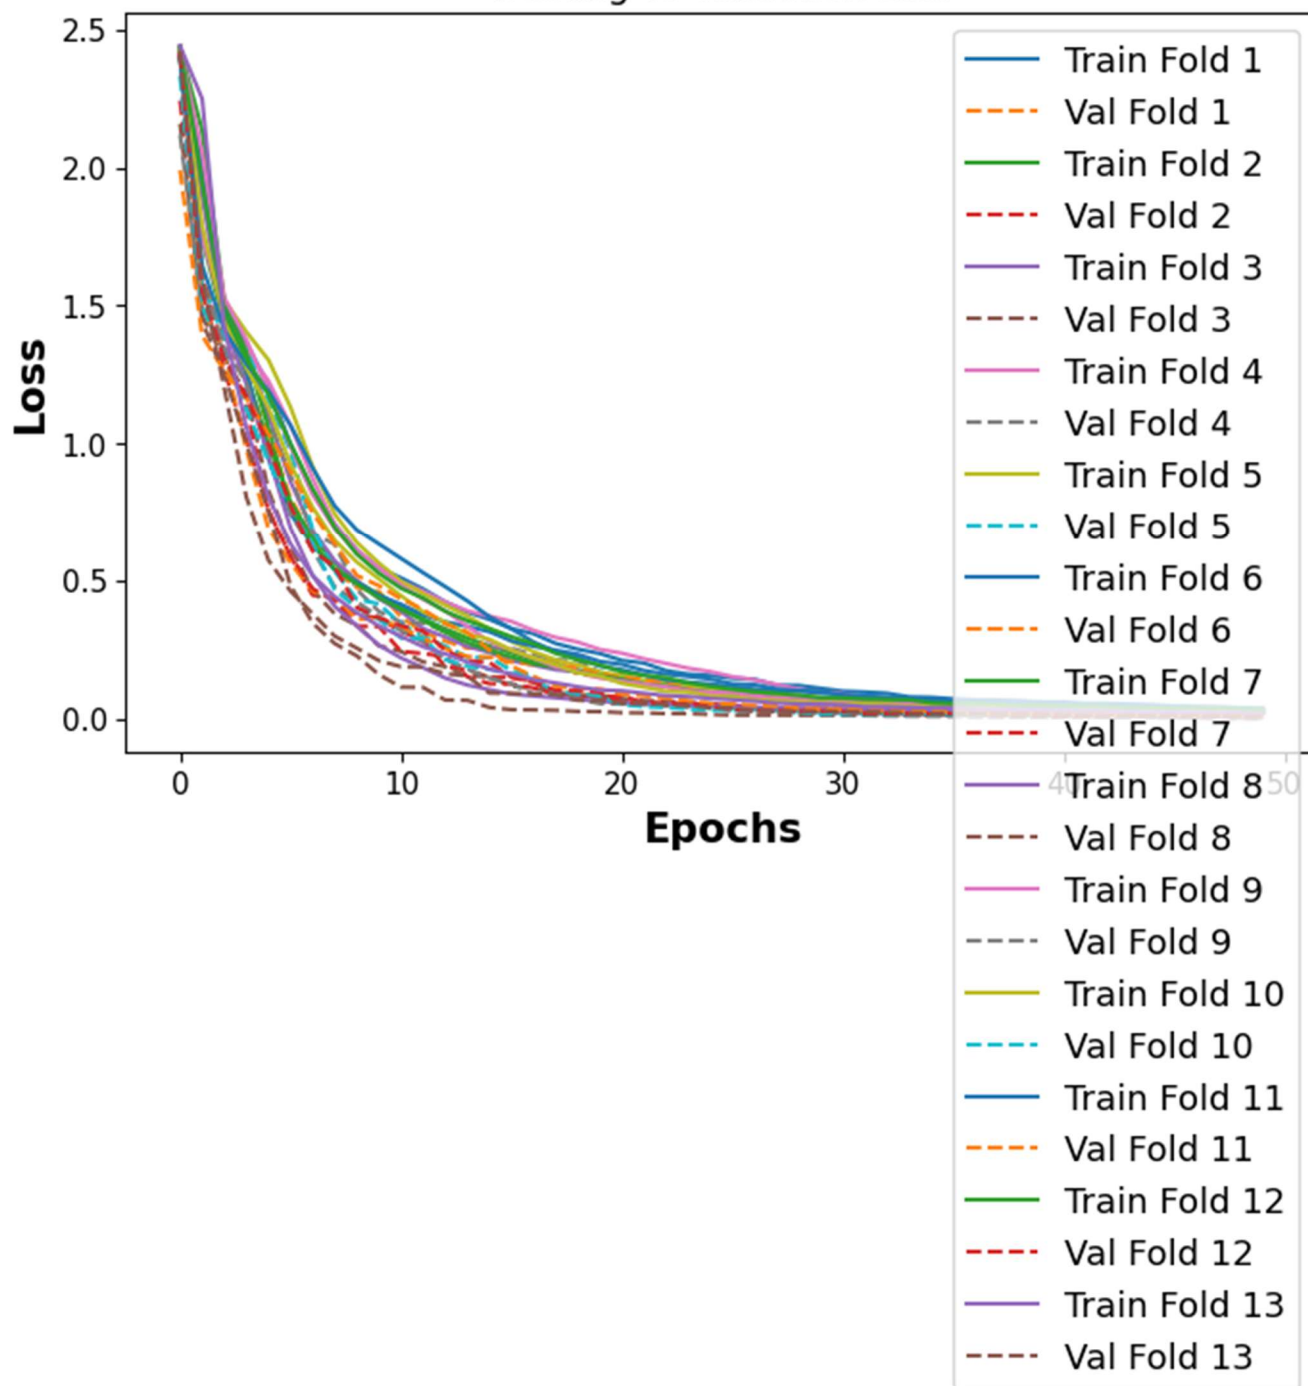 2.5
2.0
1.5
1.0
0.5
0.0
Loss
0
10
20
30
40
50
Epochs
Train Fold 1
Val Fold 1
Train Fold 2
Val Fold 2
Train Fold 3
Val Fold 3
Train Fold 4
Val Fold 4
Train Fold 5
Val Fold 5
Train Fold 6
Val Fold 6
Train Fold 7
Val Fold 7
Train Fold 8
Val Fold 8
Train Fold 9
Val Fold 9
Train Fold 10
Val Fold 10
Train Fold 11
Val Fold 11
Train Fold 12
Val Fold 12
Train Fold 13
Val Fold 13